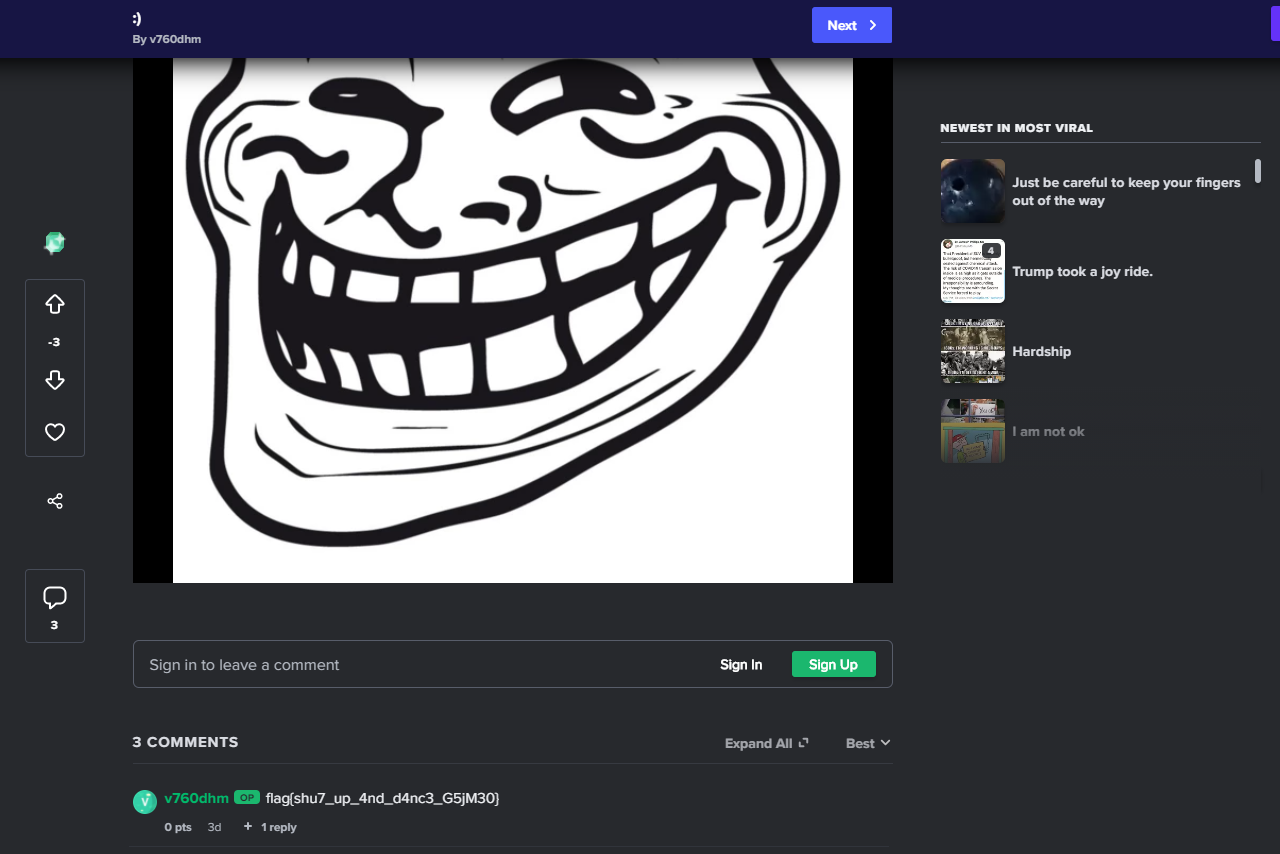 :)
By v760dhm
Next
NEWEST IN MOST VIRAL
Just be careful to keep your fingers
out of the way
4
Trump took a joy ride.
Hardship
I am not ok
-3
3
Sign in to leave a comment
Sign In
Sign Up
3 COMMENTS
Expand All
Best
V
v760dhm OP flag{shu7_up_4nd_d4nc3_G5jM30}
0 pts 3d + 1 reply